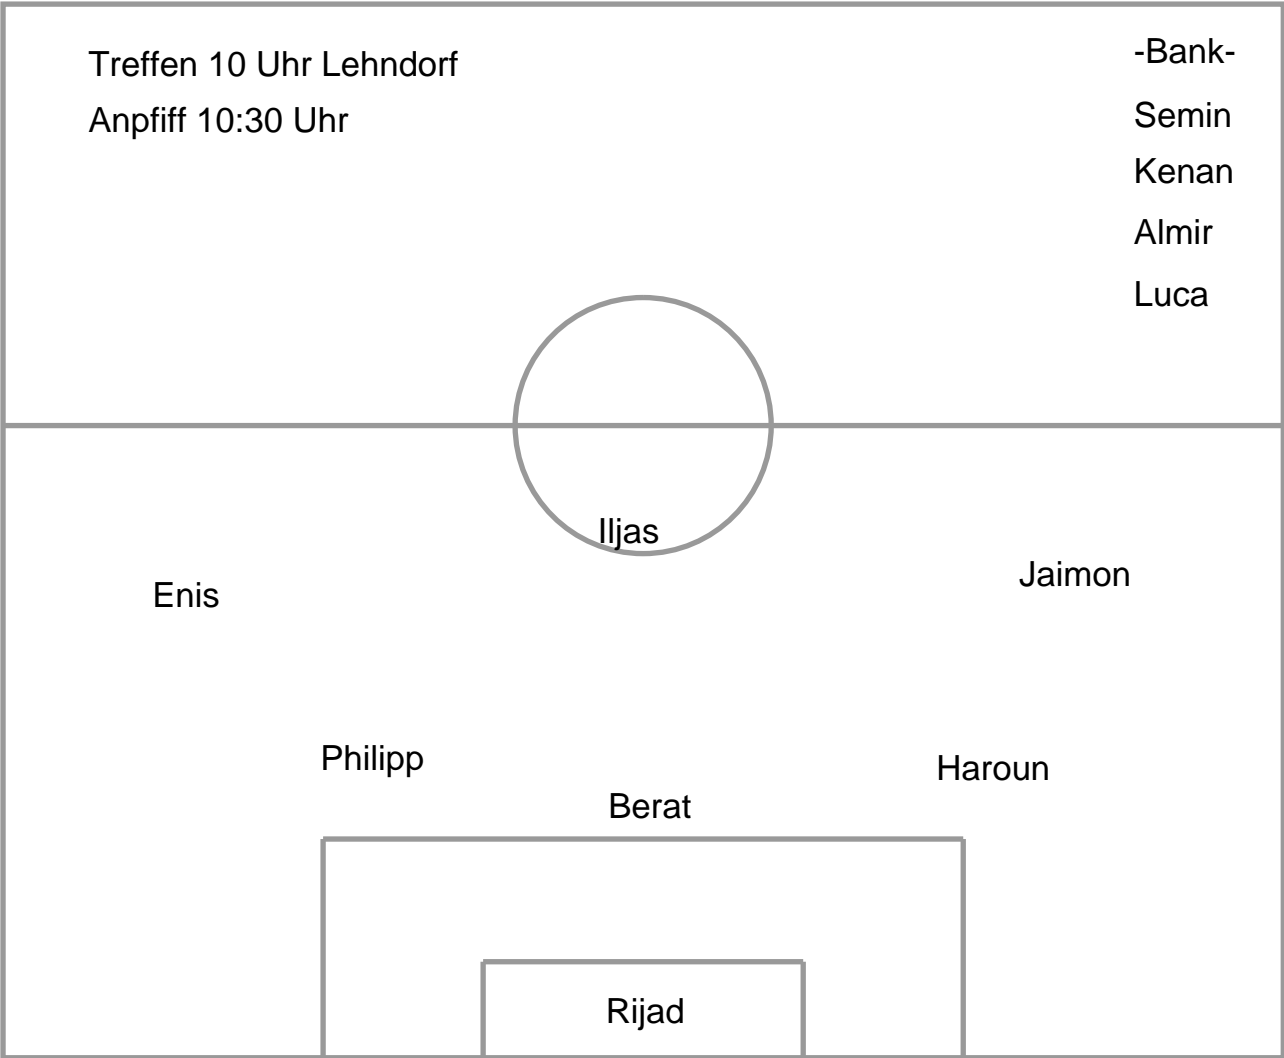 Treffen 10 Uhr Lehndorf
Anpfiff 10:30 Uhr
-Bank-
Semin
Kenan
Almir
Luca
Iljas
Jaimon
Enis
Philipp
Haroun
Berat
Rijad